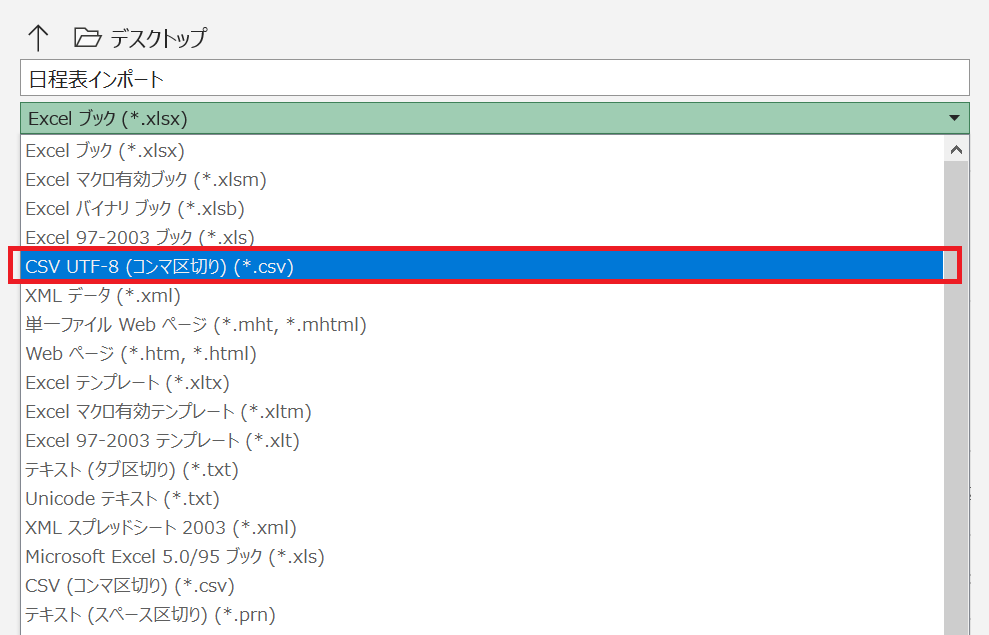 デスクトップ
日程表インポート
Excel ブック (*.xlsx)
Excel ブック (*.xlsx)
Excel マクロ有効ブック (*.xlsm)
Excel バイナリ ブック (*.xlsb)
Excel 97-2003 ブック (*.xls)
CSV UTF-8 (コンマ区切り) (*.csv)
XML データ (*.xml)
単一ファイル Web ページ (*.mht, *.mhtml)
Web ページ (*.htm, *.html)
Excel テンプレート (*.xltx)
Excel マクロ有効テンプレート (*.xltm)
Excel 97-2003 テンプレート (*.xlt)
テキスト (タブ区切り) (*.txt)
Unicode テキスト (*.txt)
XML スプレッドシート 2003 (*.xml)
Microsoft Excel 5.0/95 ブック (*.xls)
CSV (コンマ区切り) (*.csv)
テキスト (スペース区切り) (*.prn)